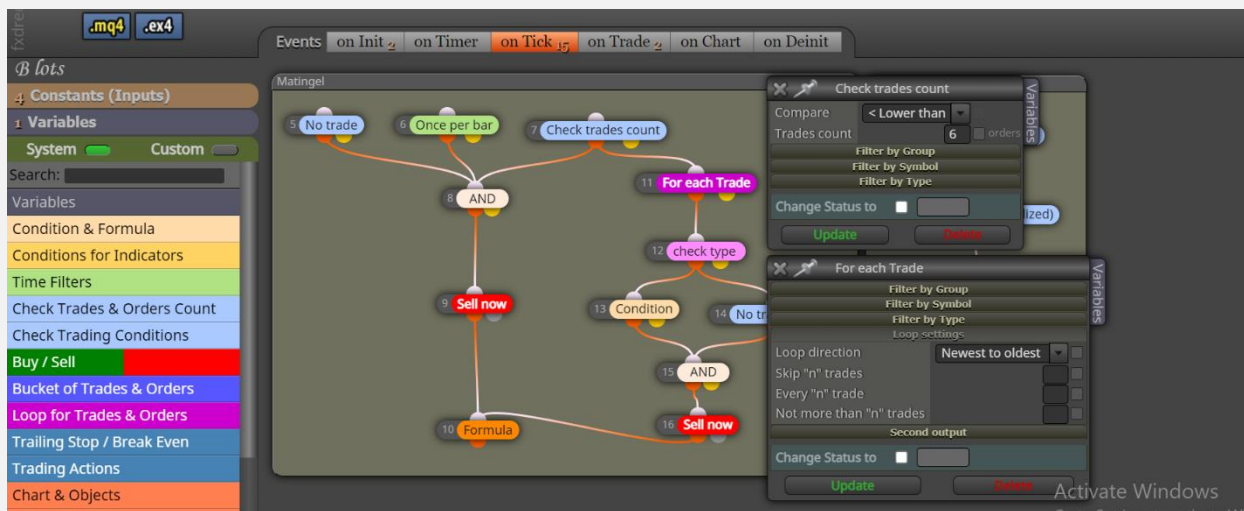 fxdre
.mq4 .ex4
Events on Init 2 on Timer on Tick 15 on Trade 2 on Chart on Deinit
B lots
4 Constants (Inputs)
1 Variables
System Custom
Search:
Variables
Condition & Formula
Conditions for Indicators
Time Filters
Check Trades & Orders Count
Check Trading Conditions
Buy / Sell
Bucket of Trades & Orders
Loop for Trades & Orders
Trailing Stop / Break Even
Trading Actions
Chart & Objects
Matingel
5 No trade
6 Once per bar
7 Check trades count
11 For each Trade
8 AND
12 check type
9 Sell now
13 Condition
14 No tr
15 AND
10 Formula
16 Sell now
Check trades count
Variables
Compare < Lower than
Trades count 6 orders
Filter by Group
Filter by Symbol
Filter by Type
Change Status to
Update Delete
ized)
For each Trade
Variables
Filter by Group
Filter by Symbol
Filter by Type
Loop settings
Loop direction Newest to oldest
Skip "n" trades
Every "n" trade
Not more than "n" trades
Second output
Change Status to
Update Delete
Activate Windows